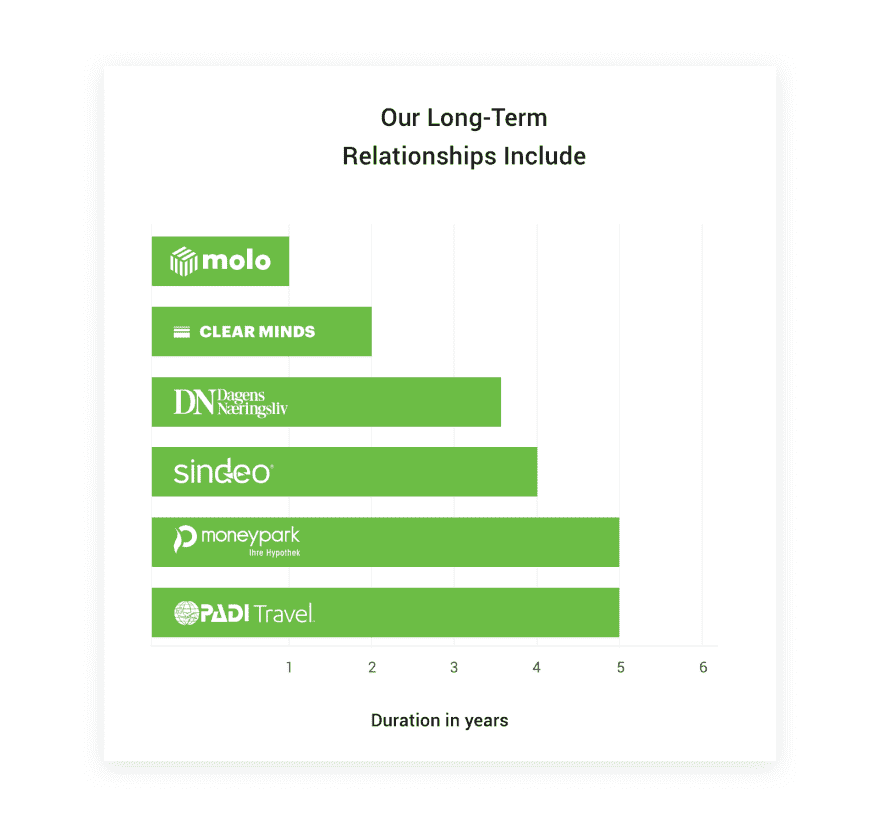 Our Long-Term
Relationships Include
molo
CLEAR MINDS
DN Dagens
Næringsliv
sindeo®
moneypark
Ihre Hypothek
PADI Travel
1 2 3 4 5 6
Duration in years